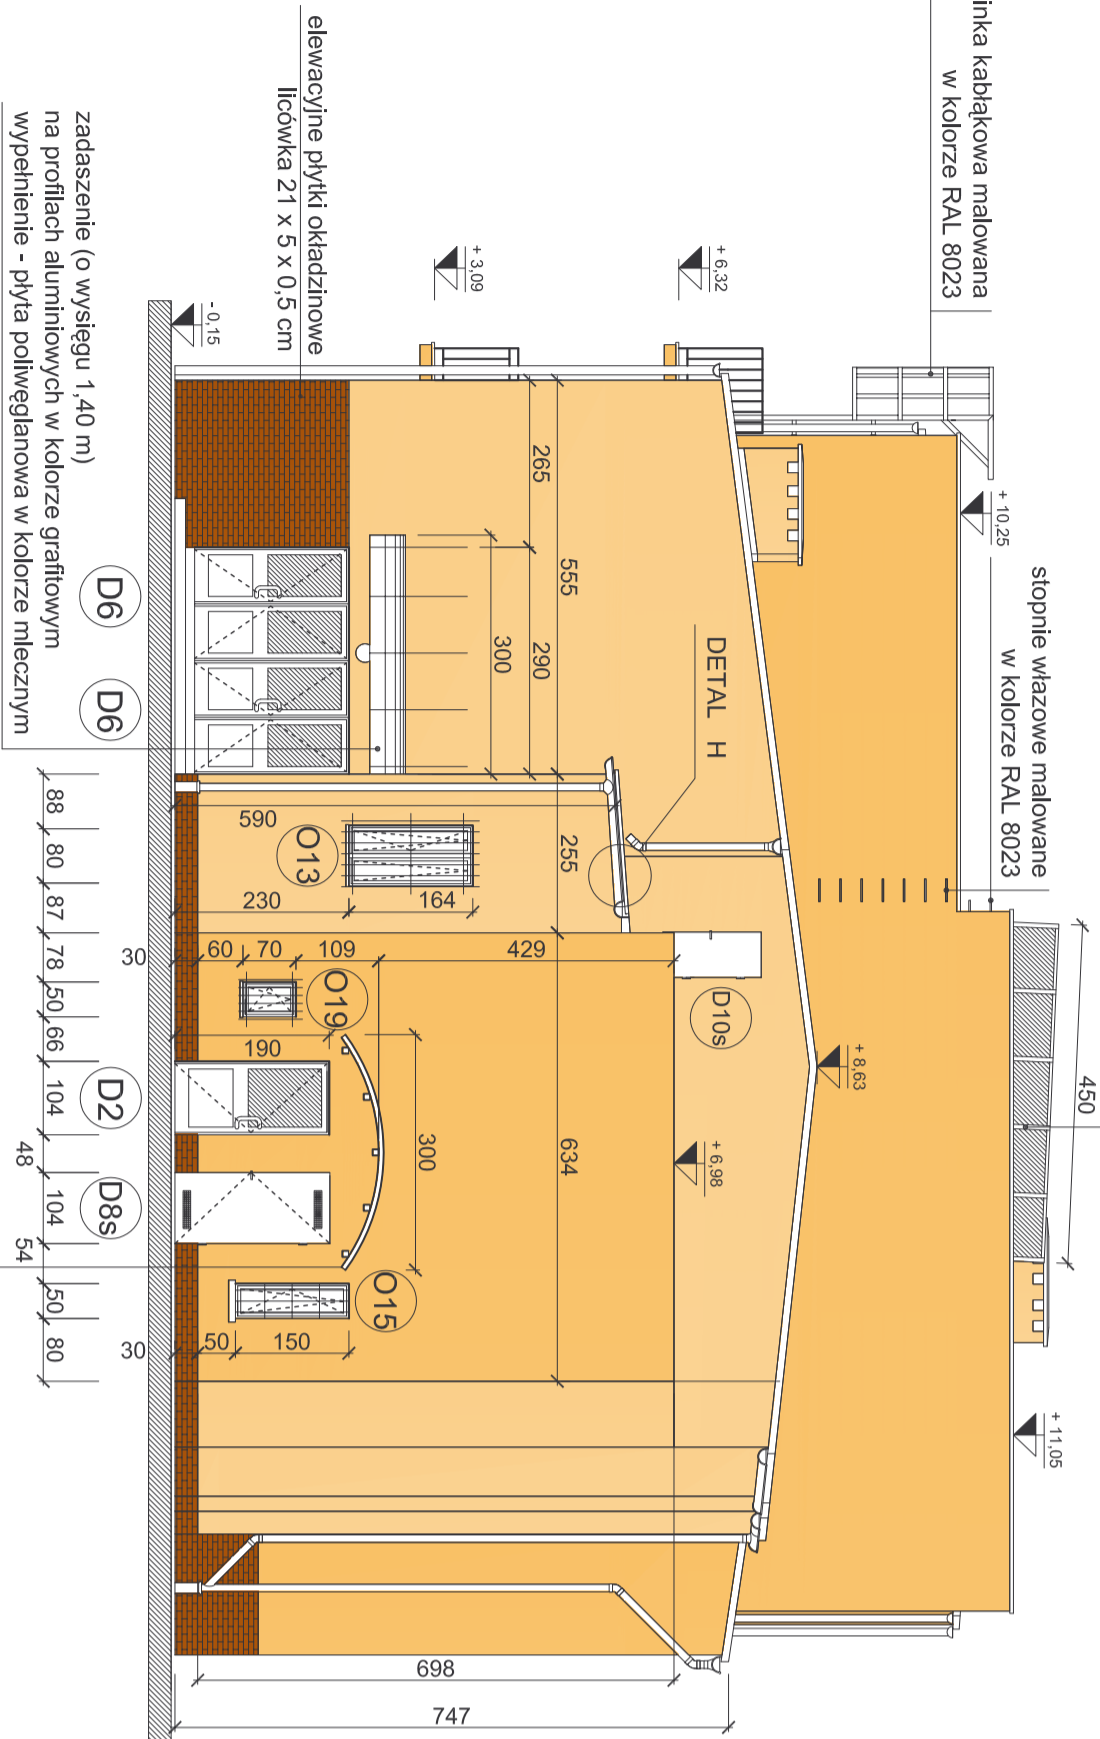 inka kabłąkowa malowana
w kolorze RAL 8023
+ 10,25
stopnie włazowe malowane
w kolorze RAL 8023
450
+ 11,05
+ 6,32
+ 8,63
+ 3,09
+ 6,98
- 0,15
DETAL H
D10s
elewacyjne płytki okładzinowe
licówka 21 x 5 x 0,5 cm
265
555
290
300
255
634
590
O13
230
164
30
60
70
109
429
O19
190
300
O15
50
150
30
698
747
D6
D6
D2
D8s
88
80
87
78
50
66
104
48
104
54
50
80
zadaszenie (o wysięgu 1,40 m)
na profilach aluminiowych w kolorze grafitowym
wypełnienie - płyta poliwęglanowa w kolorze mlecznym